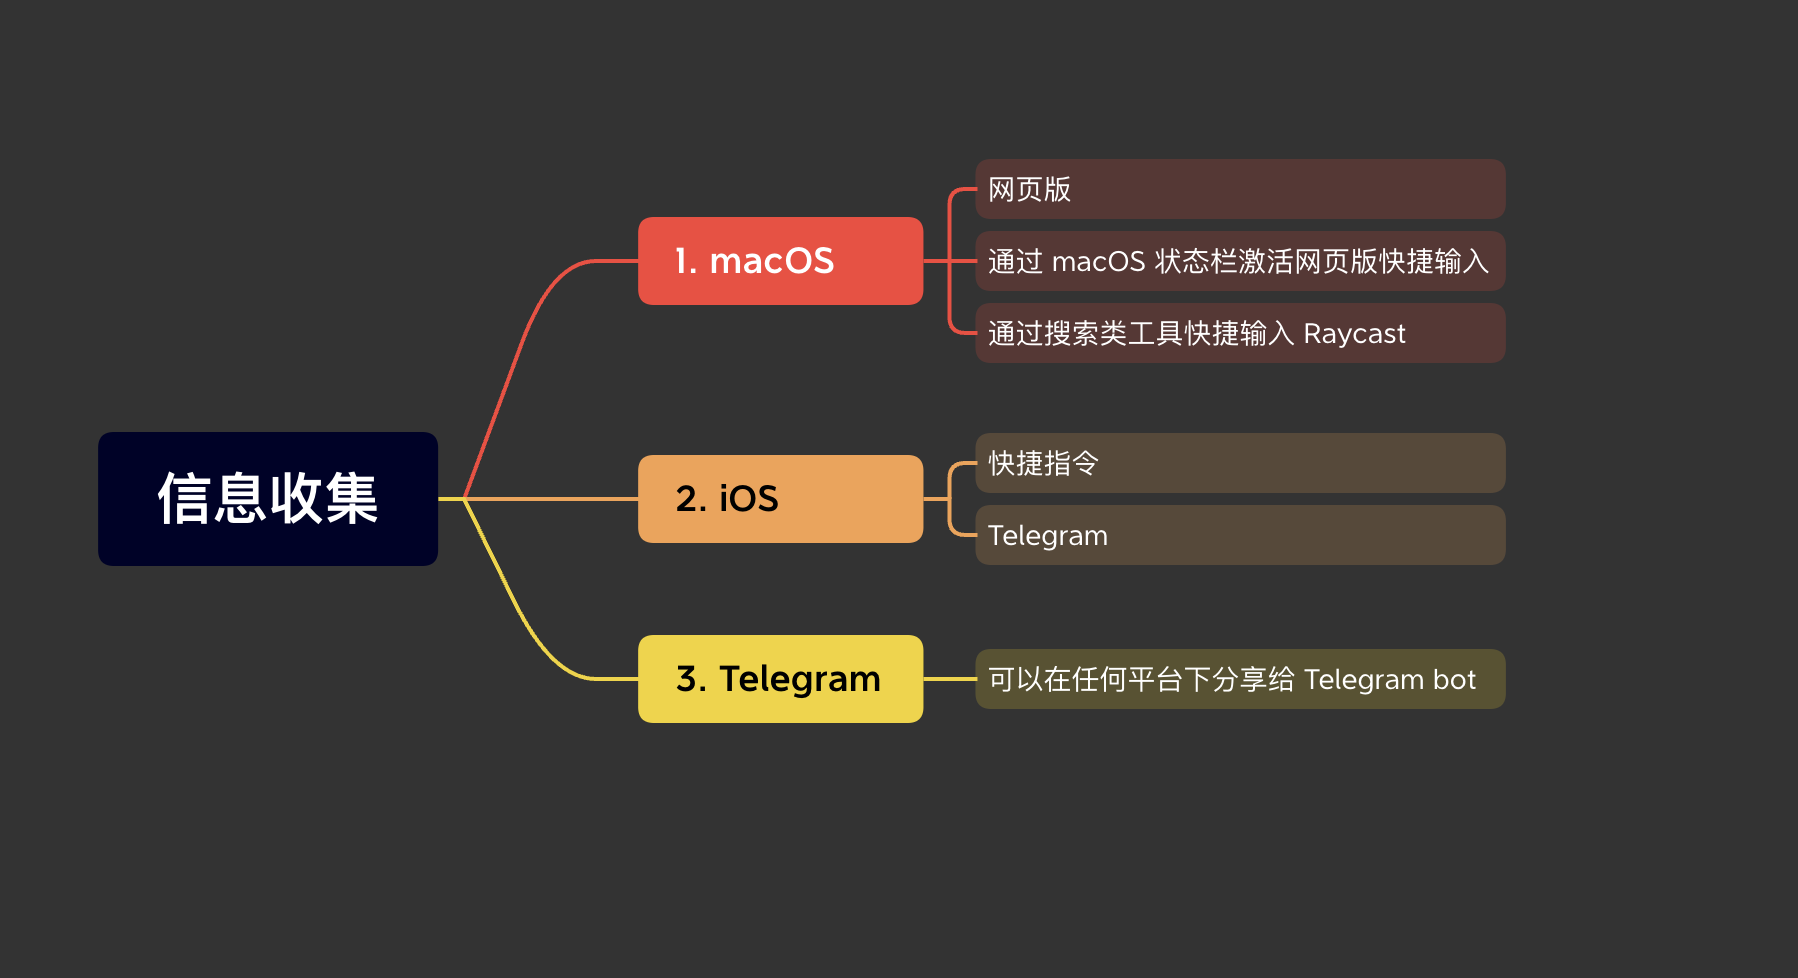 信息收集
1. macOS
网页版
通过 macOS 状态栏激活网页版快捷输入
通过搜索类工具快捷输入 Raycast
2. iOS
快捷指令
Telegram
3. Telegram
可以在任何平台下分享给 Telegram bot